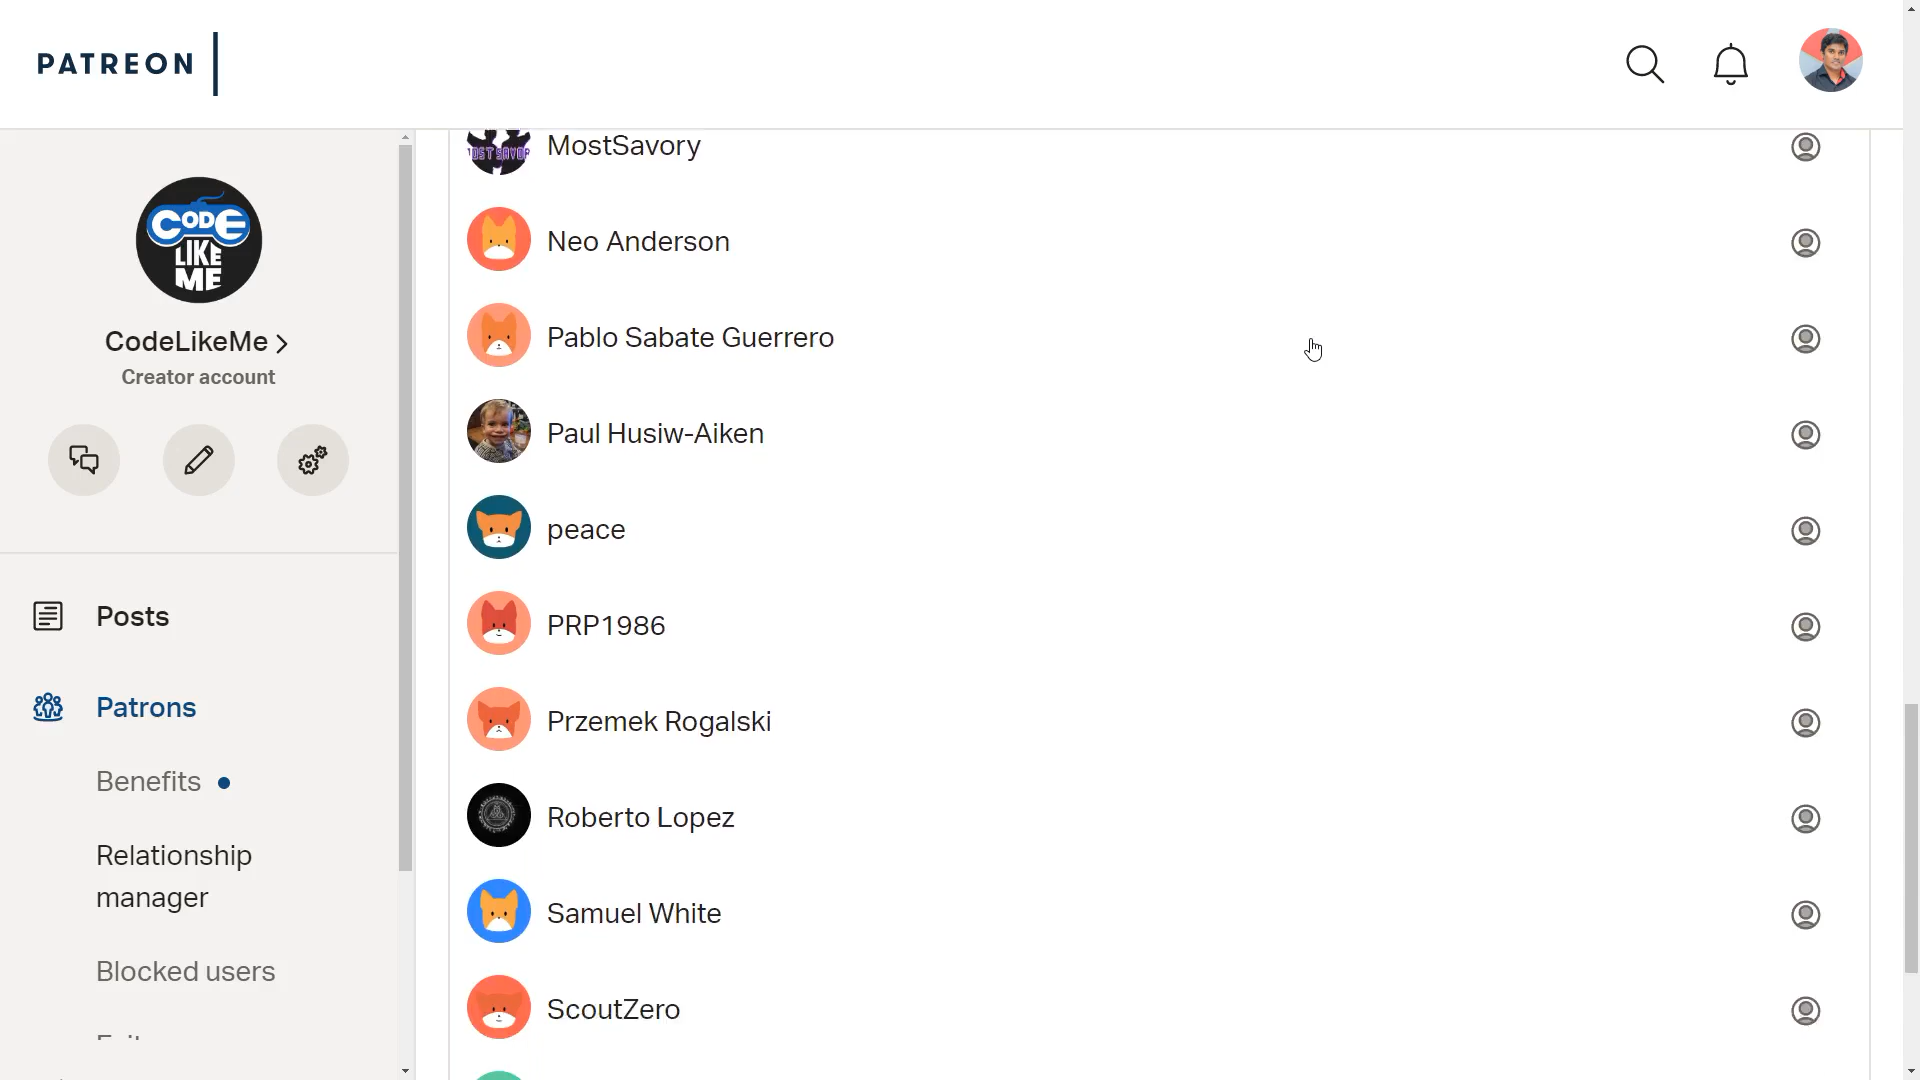 PATREON
CODE
LIKE
ME
CodeLikeMe
Creator account
Posts
Patrons
Benefits
Relationship
manager
Blocked users
MostSavory
Neo Anderson
Pablo Sabate Guerrero
Paul Husiw-Aiken
peace
PRP1986
Przemek Rogalski
Roberto Lopez
Samuel White
ScoutZero